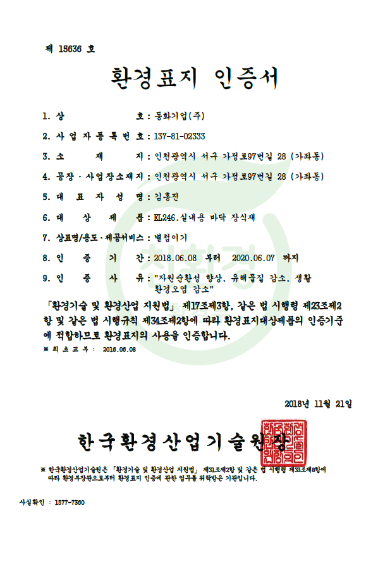 제 18636 호
환경표지 인증서
1. 상 호 : 동화기업(주)
2. 사 업 자 등 록 번 호 : 137-81-02333
3. 소 재 지 : 인천광역시 서구 가정로97번길 28 (가좌동)
4. 공장 · 사업장소재지 : 인천광역시 서구 가정로97번길 28 (가좌동)
5. 대 표 자 성 명 : 김홍진
6. 대 상 제 품 : EL246.실내용 바닥 장식재
7. 상표명/용도 · 제공서비스 : 별첨이기
8. 인 증 기 간 : 2018.06.08 부터 2020.06.07 까지
9. 인 증 사 유 : "자원순환성 향상, 유해물질 감소, 생활
환경오염 감소"
「환경기술 및 환경산업 지원법」 제17조제3항, 같은 법 시행령 제23조제2
항 및 같은 법 시행규칙 제34조제2항에 따라 환경표지대상제품의 인증기준
에 적합하므로 환경표지의 사용을 인증합니다.
※ 최 초 교 부 : 2016.06.08
친환경
2018년 11월 21일
한국환경산업기술원장
※ 한국환경산업기술원은 「환경기술 및 환경산업 지원법」 제31조제2항 및 같은 법 시행령 제33조제8항에
따라 환경부장관으로부터 환경표지 인증에 관한 업무를 위탁받은 기관입니다.
사실확인 : 1577-7360